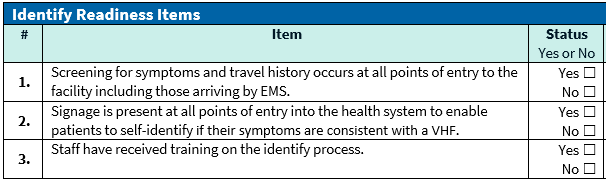 Identify Readiness Items
# Item Status
Yes or No
1. Screening for symptoms and travel history occurs at all points of entry to the Yes ☐
facility including those arriving by EMS. No ☐
2. Signage is present at all points of entry into the health system to enable Yes ☐
patients to self-identify if their symptoms are consistent with a VHF. No ☐
3. Staff have received training on the identify process. Yes ☐
No ☐